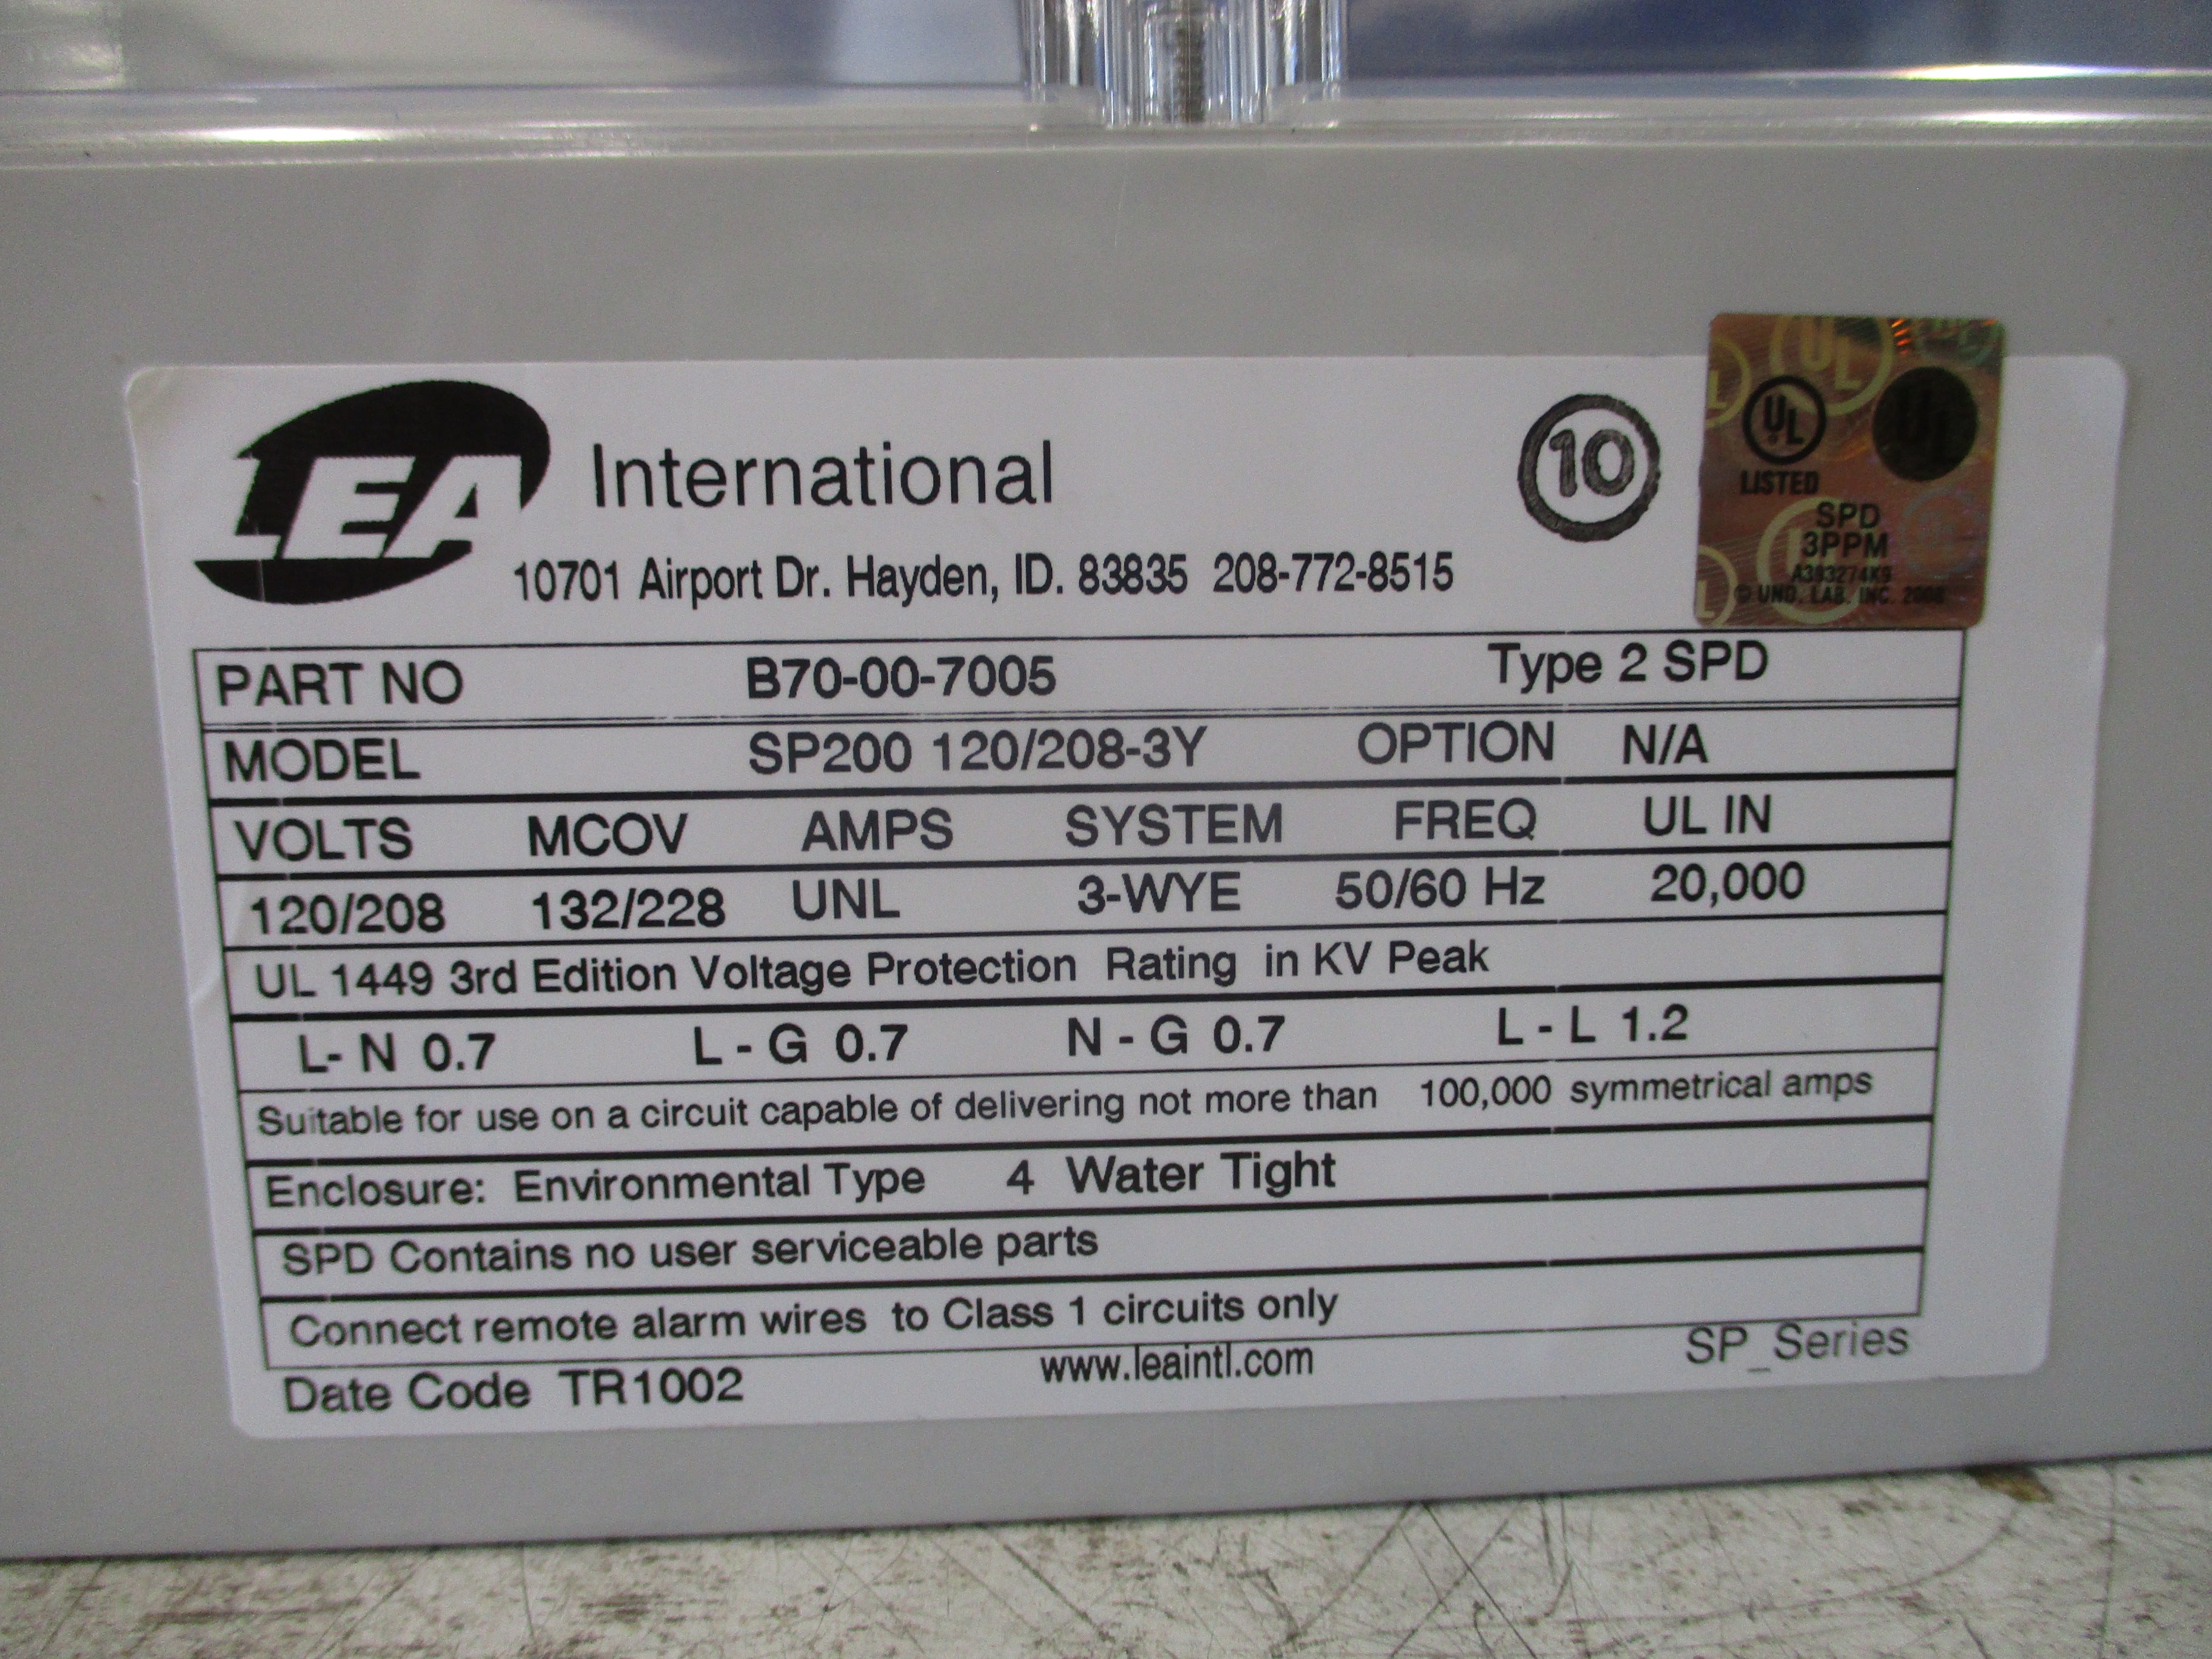 LEA International
10701 Airport Dr. Hayden, ID. 83835 208-772-8515
10
UL
LISTED
UL
SPD
3PPM
© UND. LAB. INC.
PART NO B70-00-7005 Type 2 SPD
MODEL SP200 120/208-3Y OPTION N/A
VOLTS MCOV AMPS SYSTEM FREQ UL IN
120/208 132/228 UNL 3-WYE 50/60 Hz 20,000
UL 1449 3rd Edition Voltage Protection Rating in KV Peak
L- N 0.7 L - G 0.7 N - G 0.7 L - L 1.2
Suitable for use on a circuit capable of delivering not more than 100,000 symmetrical amps
Enclosure: Environmental Type 4 Water Tight
SPD Contains no user serviceable parts
Connect remote alarm wires to Class 1 circuits only
Date Code TR1002 www.leaintl.com SP_Series